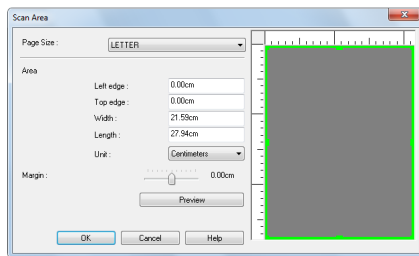 Scan Area
Page Size : LETTER
Area
Left edge : 0.00cm
Top edge : 0.00cm
Width : 21.59cm
Length : 27.94cm
Unit : Centimeters
Margin : 0.00cm
Preview
OK Cancel Help